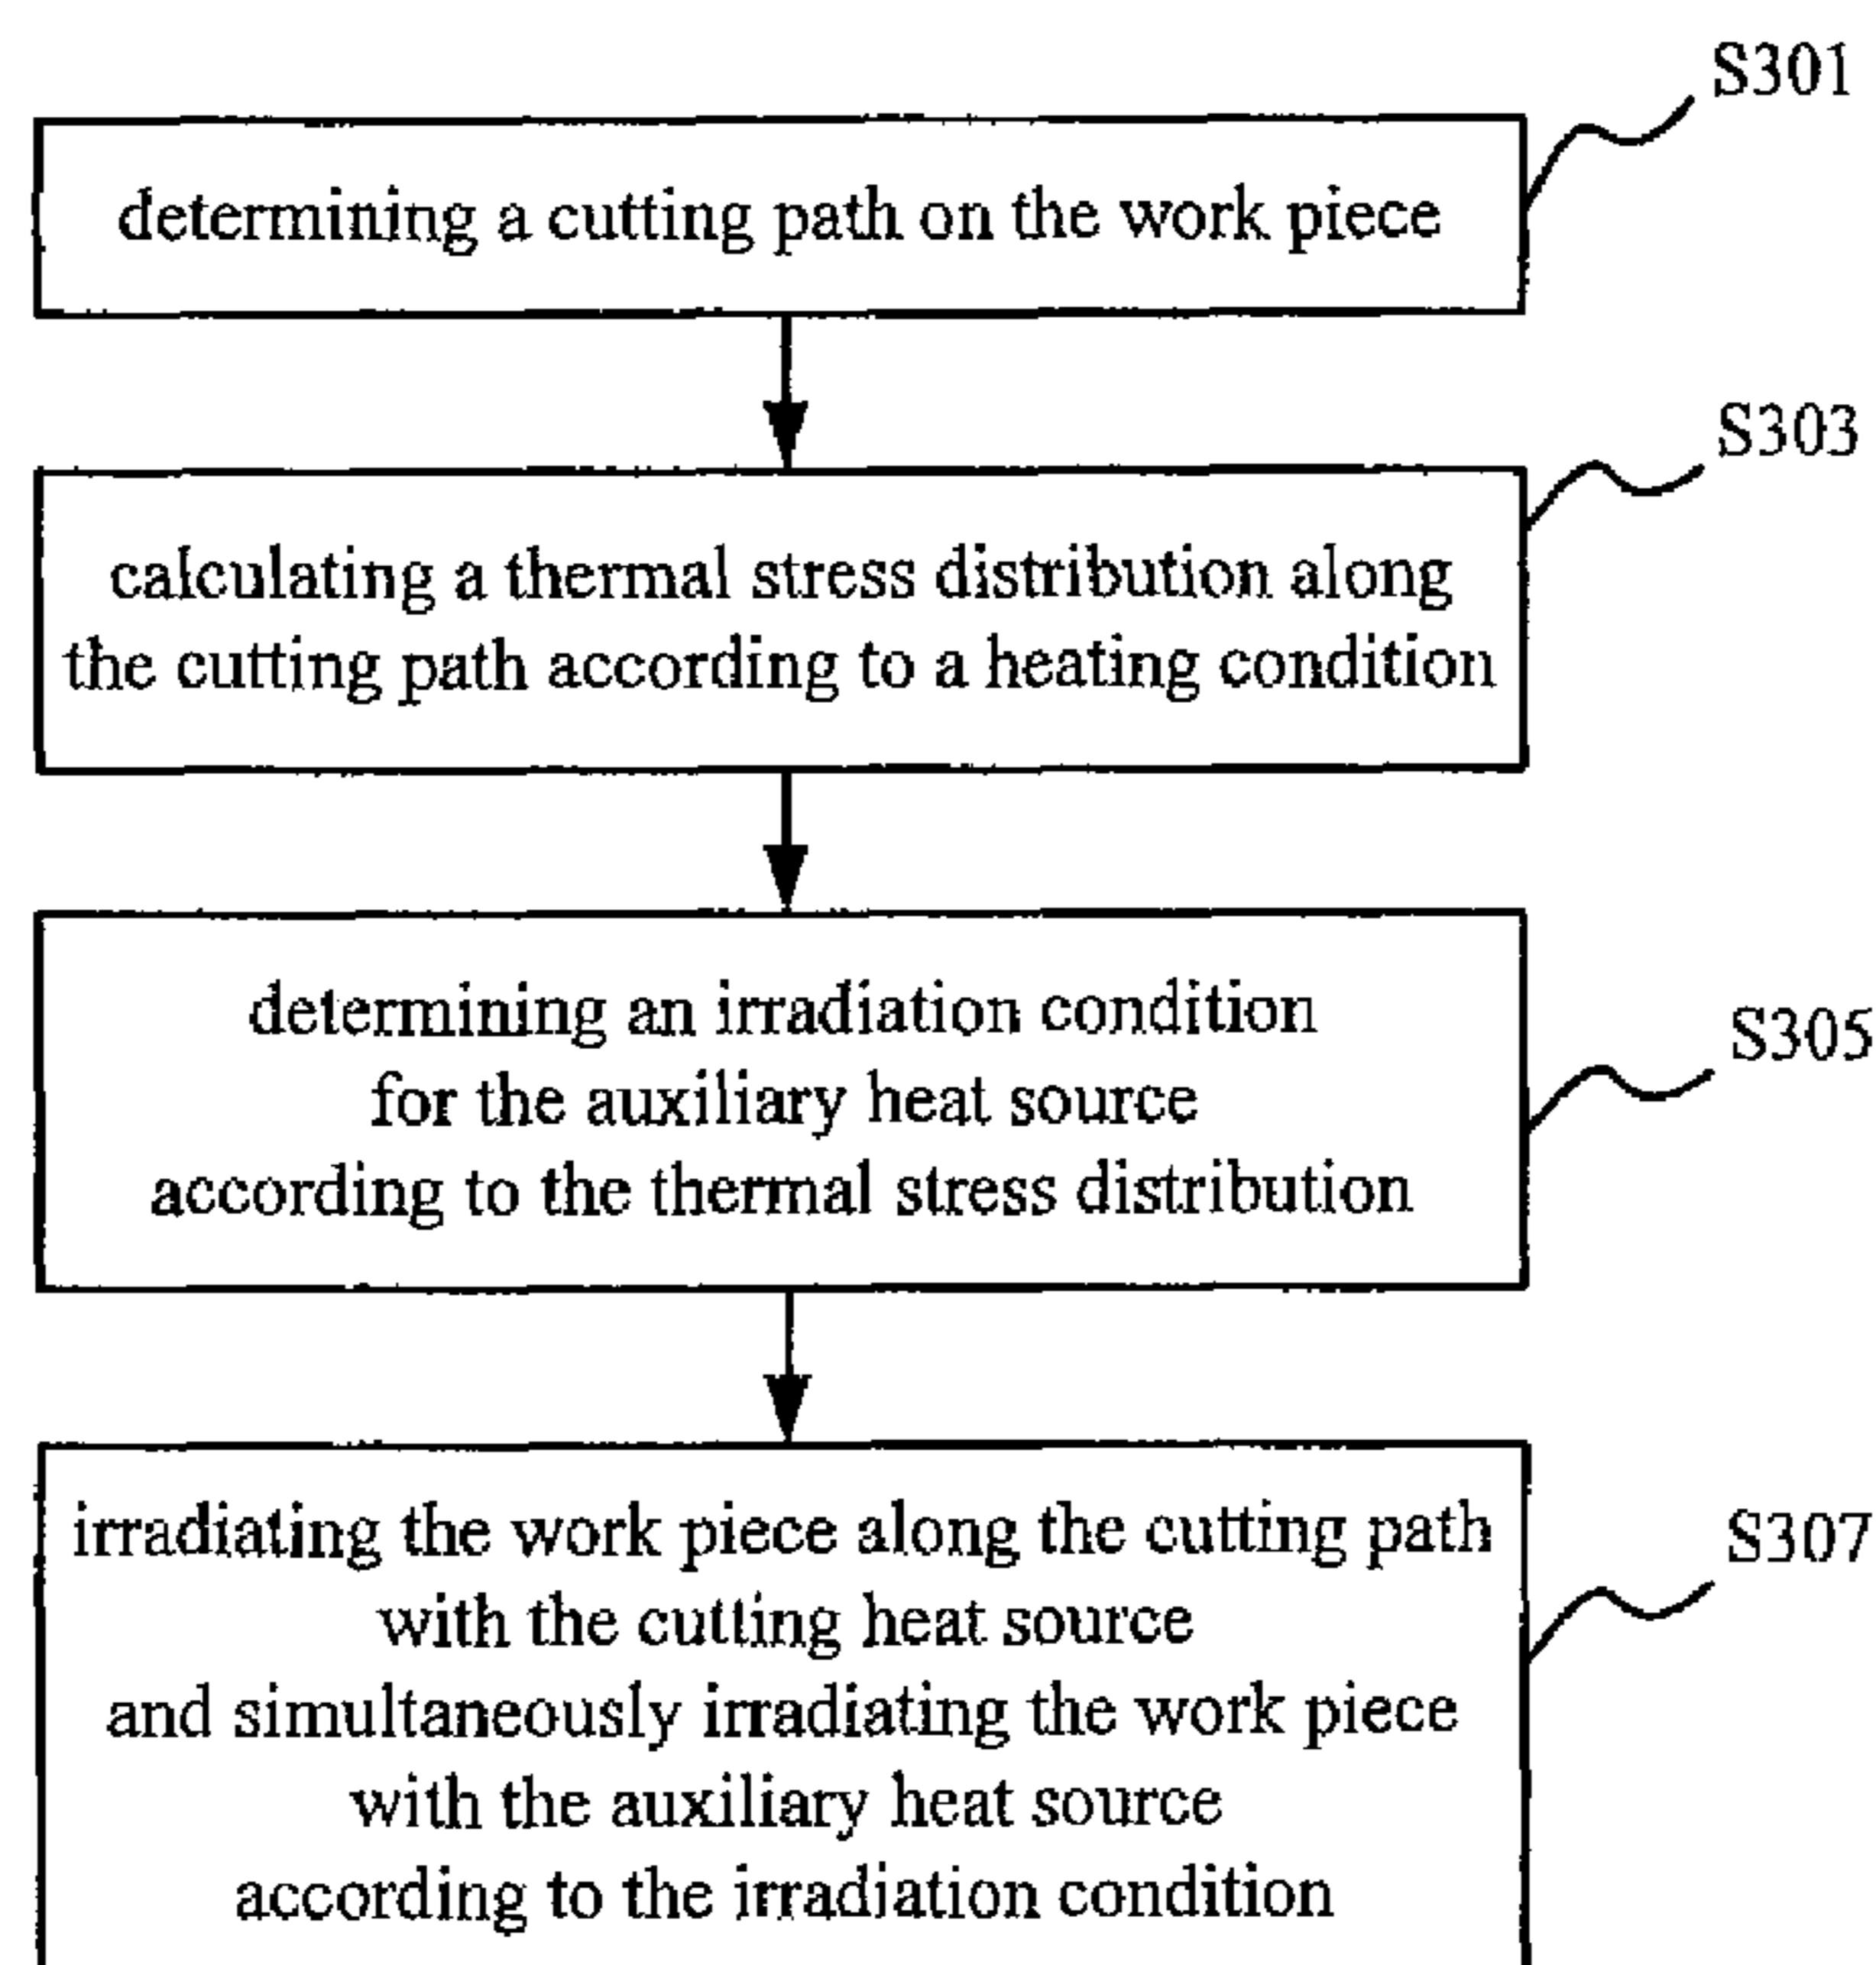 S301
determining a cutting path on the work piece
S303
calculating a thermal stress distribution along
the cutting path according to a heating condition
determining an irradiation condition
for the auxiliary heat source
according to the thermal stress distribution
S305
irradiating the work piece along the cutting path
with the cutting heat source
and simultaneously irradiating the work piece
with the auxiliary heat source
according to the irradiation condition
S307